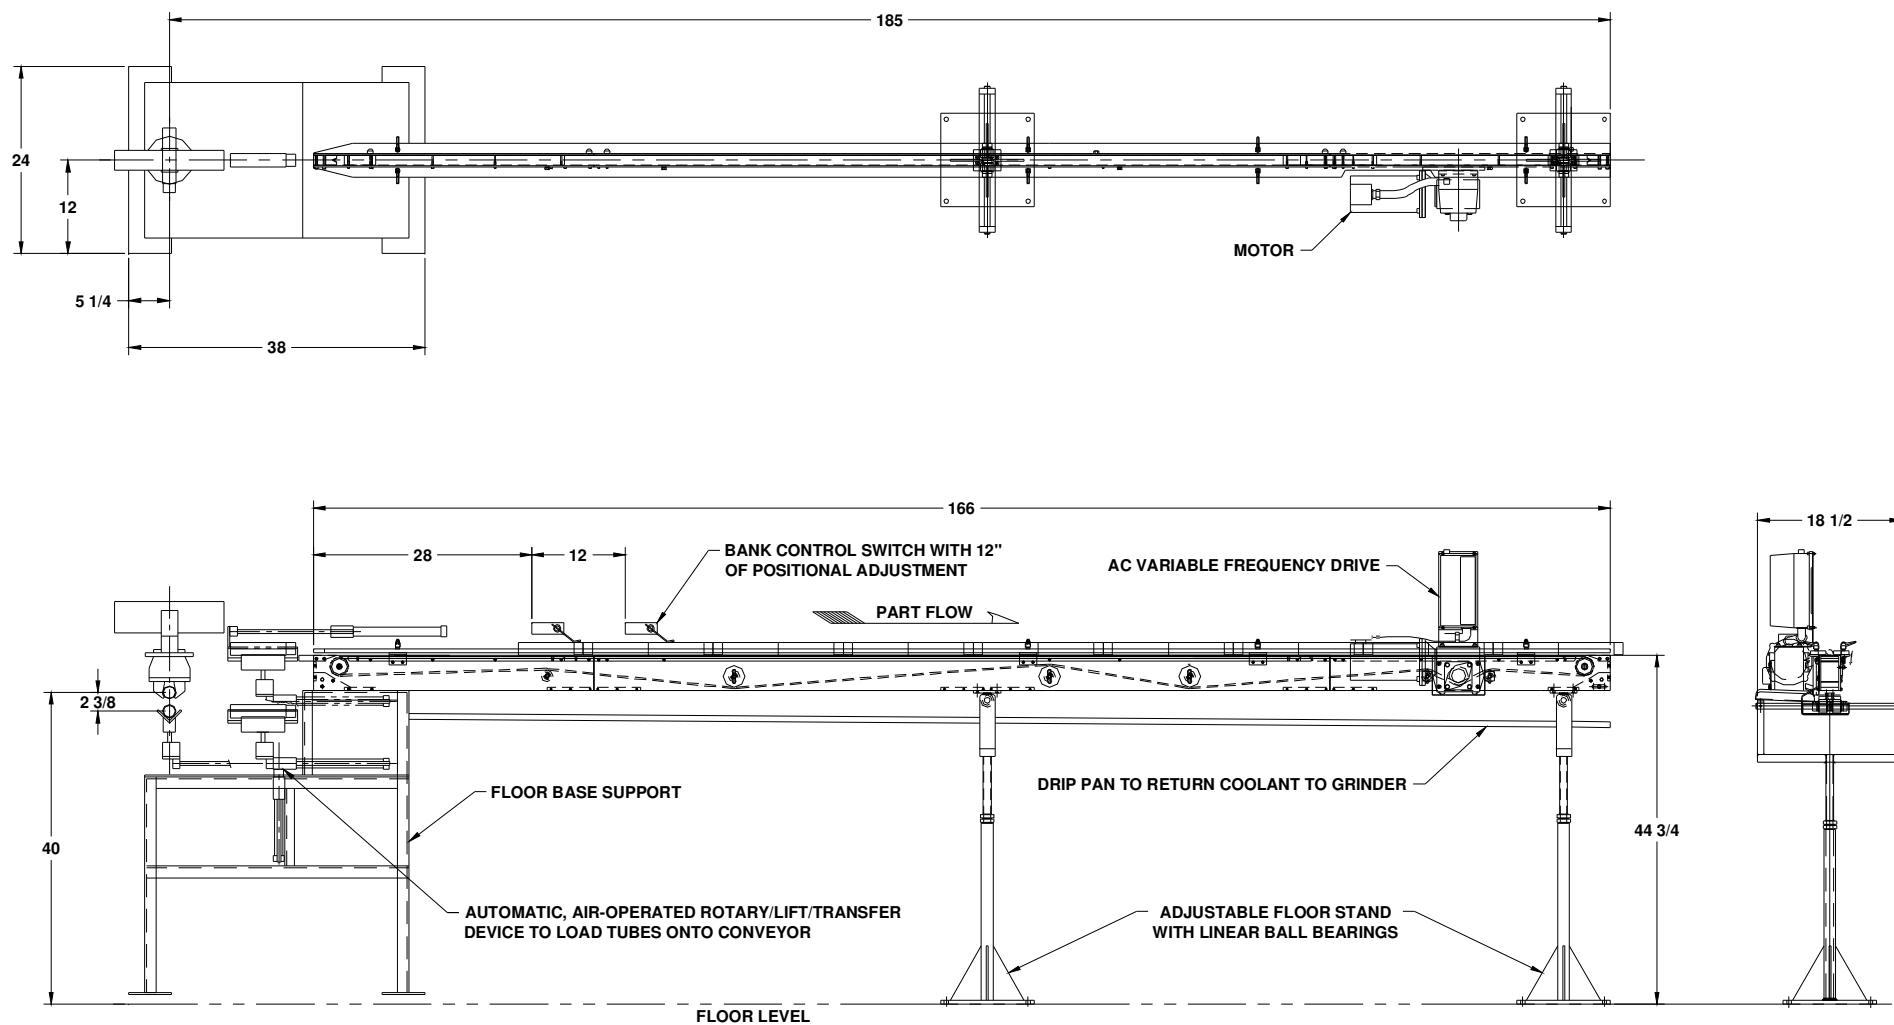 185
24
12
MOTOR
5 1/4
38
166
18 1/2
28
12
BANK CONTROL SWITCH WITH 12"
OF POSITIONAL ADJUSTMENT
AC VARIABLE FREQUENCY DRIVE
PART FLOW
2 3/8
DRIP PAN TO RETURN COOLANT TO GRINDER
FLOOR BASE SUPPORT
44 3/4
40
AUTOMATIC, AIR-OPERATED ROTARY/LIFT/TRANSFER
DEVICE TO LOAD TUBES ONTO CONVEYOR
ADJUSTABLE FLOOR STAND
WITH LINEAR BALL BEARINGS
FLOOR LEVEL